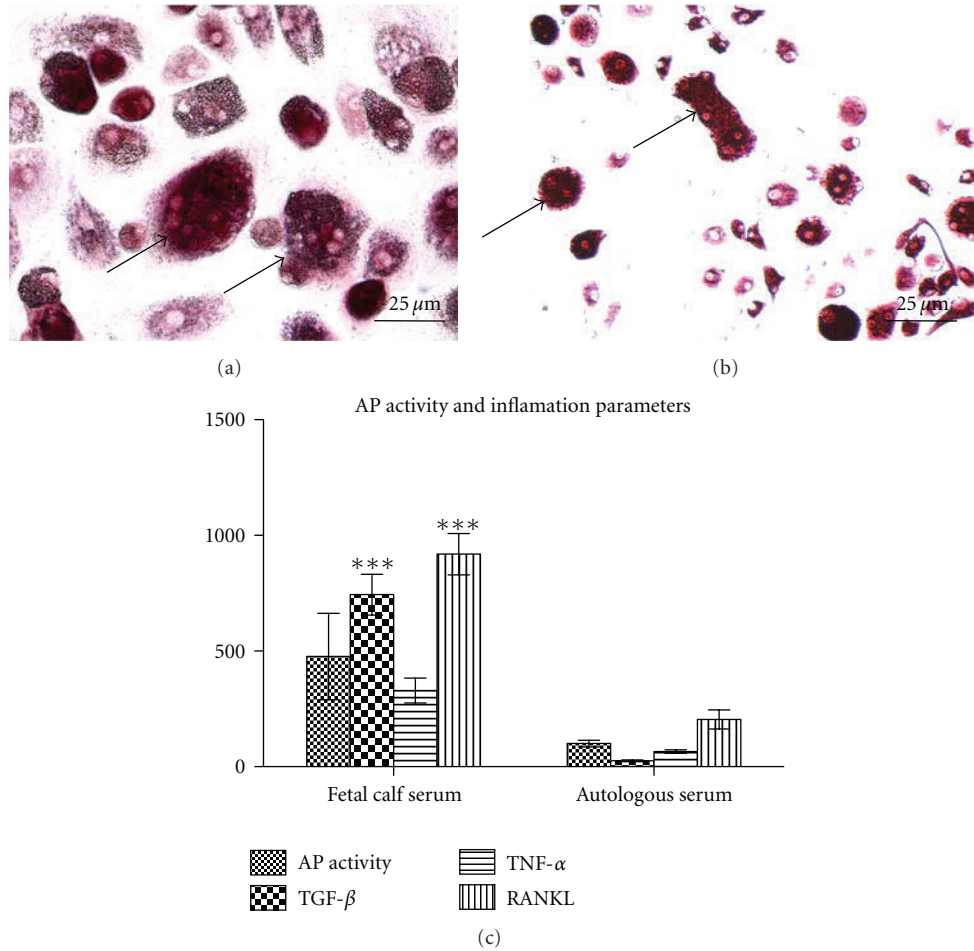 25 μm
25 μm
(a)
(b)
AP activity and inflamation parameters
1500
1000
500
0
***
***
Fetal calf serum
Autologous serum
AP activity
TNF-α
TGF-β
RANKL
(c)